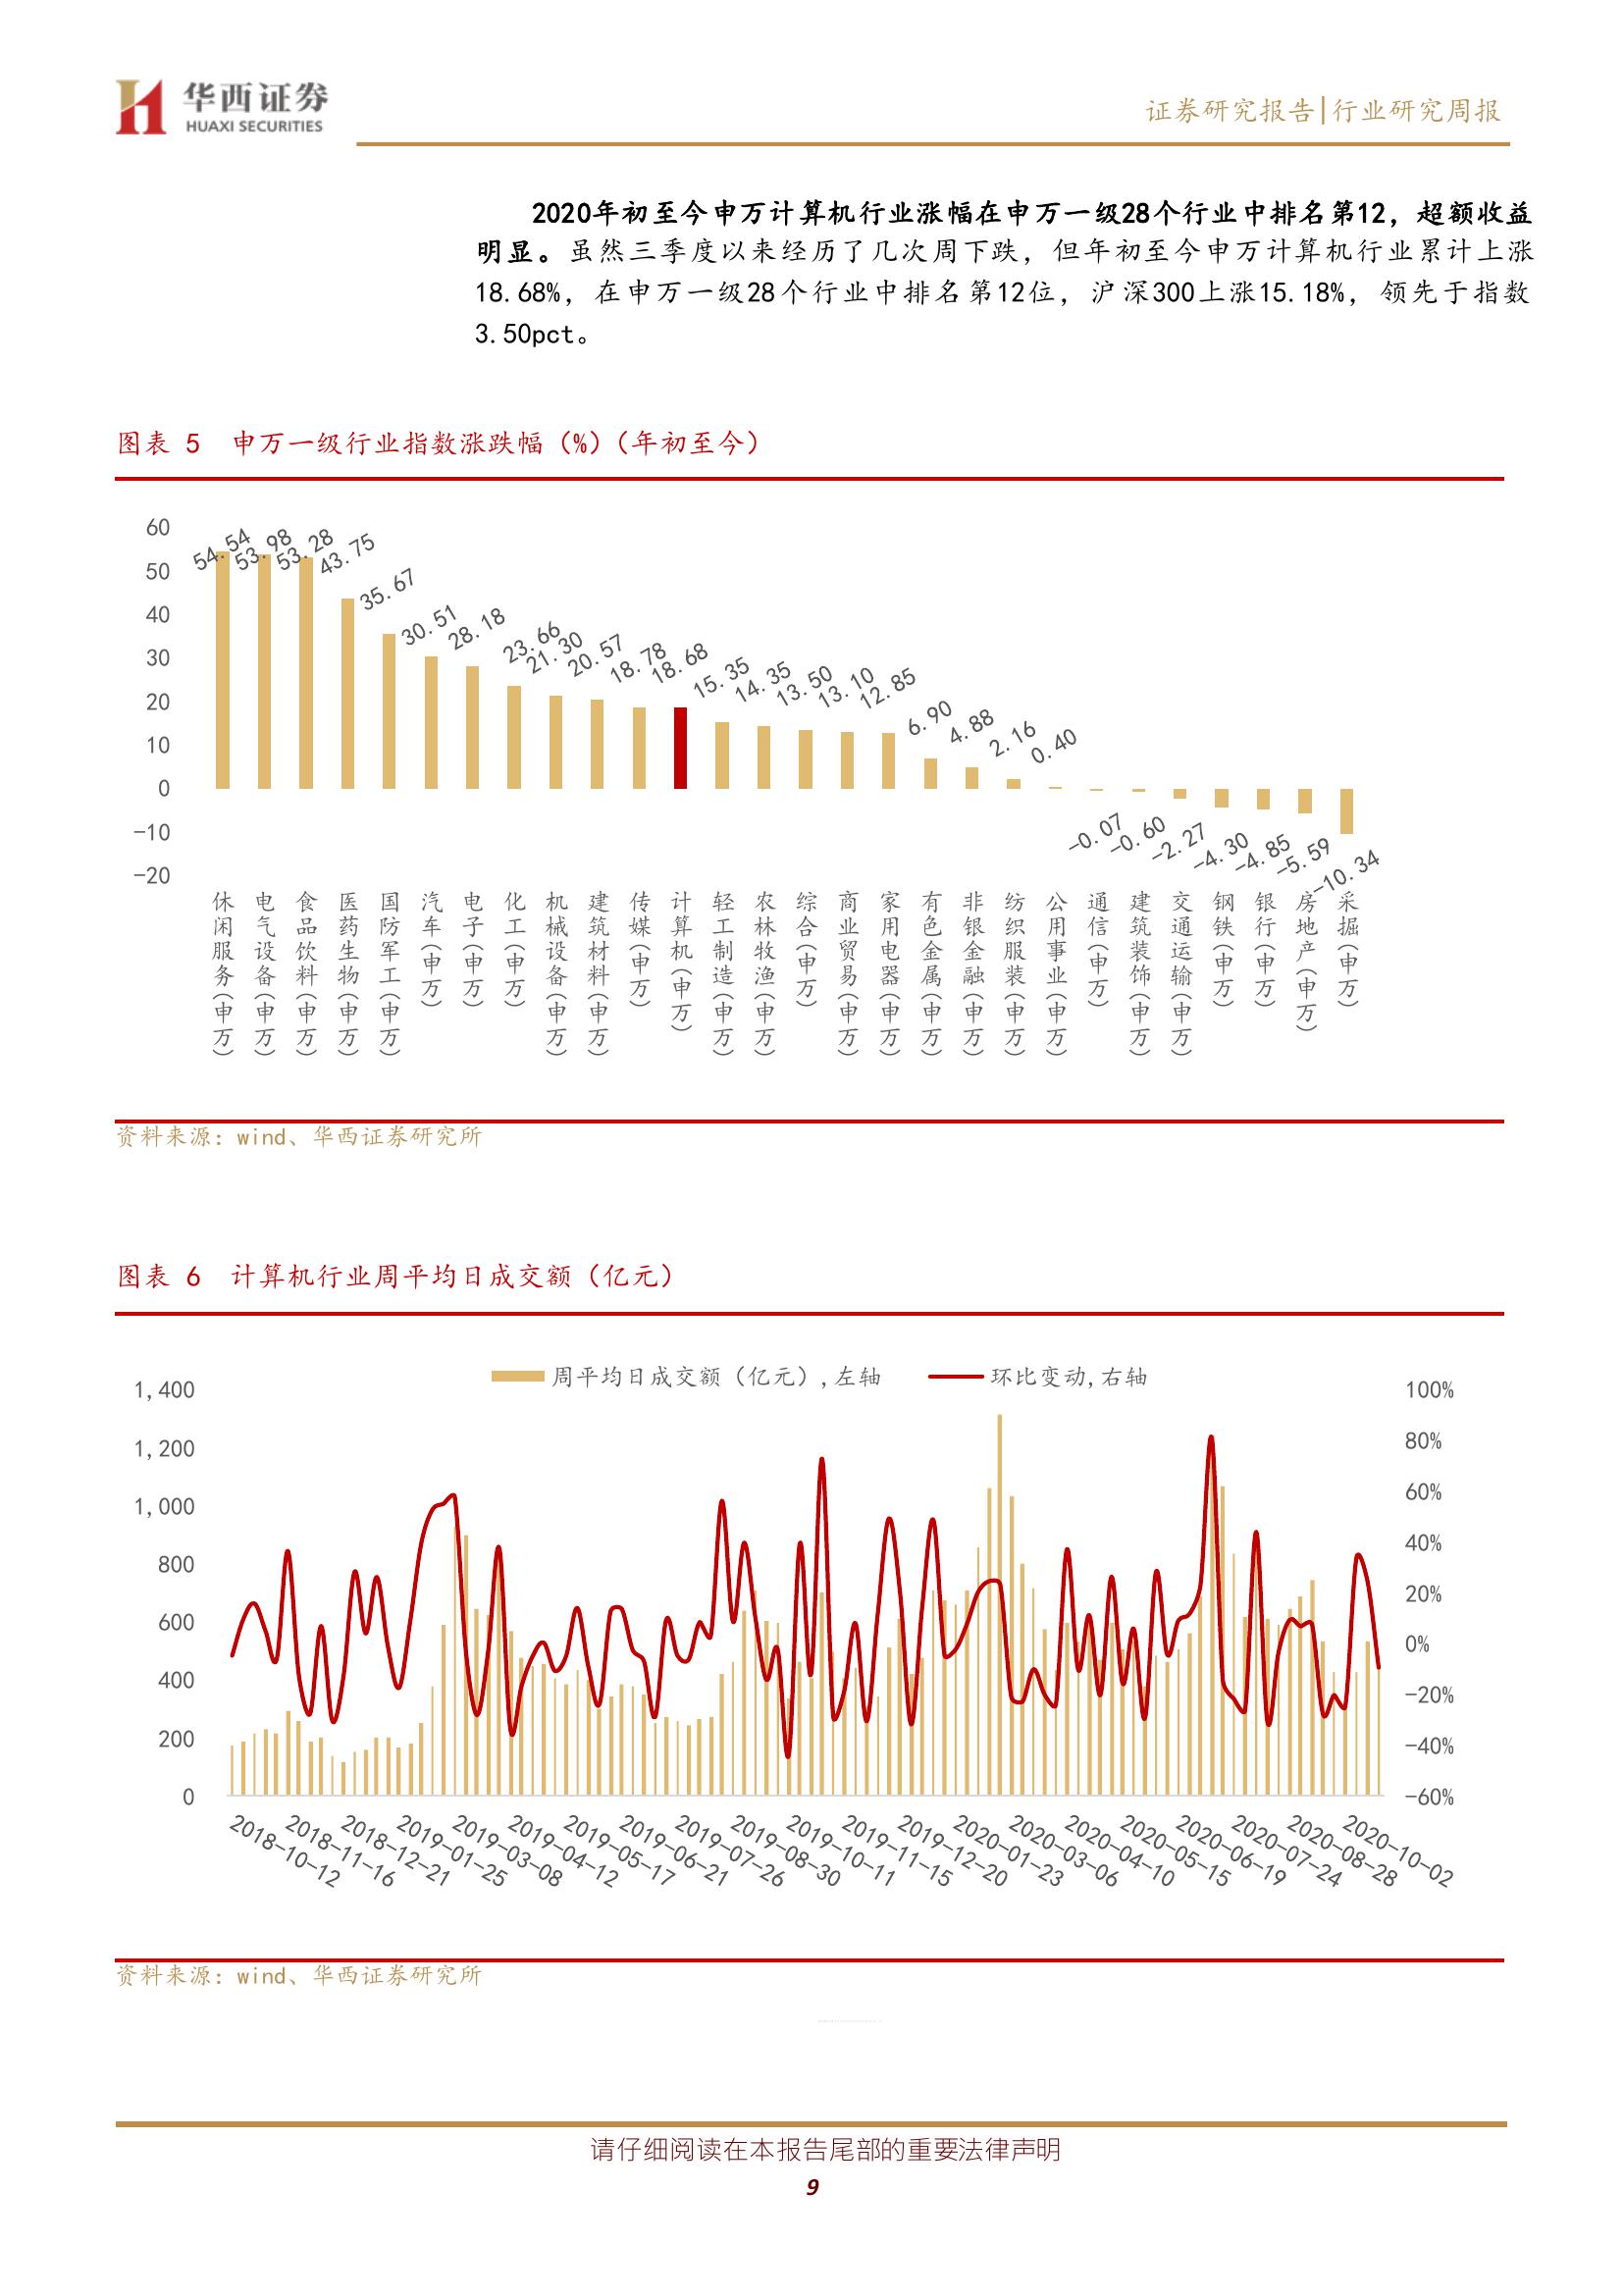 华西证券
HUAXI SECURITIES
证券研究报告|行业研究周报
2020年初至今申万计算机行业涨幅在申万一级28个行业中排名第12，超额收益
明显。虽然三季度以来经历了几次周下跌，但年初至今申万计算机行业累计上涨
18.68%，在申万一级28个行业中排名第12位，沪深300上涨15.18%，领先于指数
3.50pct。
图表 5 申万一级行业指数涨跌幅（%）（年初至今）
60
50
40
30
20
10
0
-10
-20
54.54
53.98
53.28
43.75
35.67
30.51
28.18
23.66
21.30
20.57
18.78
18.68
15.35
14.35
13.50
13.10
12.85
6.90
4.88
2.16
0.40
-0.07
-0.60
-2.27
-4.30
-4.85
-5.59
-10.34
休闲服务(申万)
电气设备(申万)
食品饮料(申万)
医药生物(申万)
国防军工(申万)
汽车(申万)
电子(申万)
化工(申万)
机械设备(申万)
建筑材料(申万)
传媒(申万)
计算机(申万)
轻工制造(申万)
农林牧渔(申万)
综合(申万)
商业贸易(申万)
家用电器(申万)
有色金属(申万)
非银金融(申万)
纺织服装(申万)
公用事业(申万)
通信(申万)
建筑装饰(申万)
交通运输(申万)
钢铁(申万)
银行(申万)
房地产(申万)
采掘(申万)
资料来源：wind、华西证券研究所
图表 6 计算机行业周平均日成交额（亿元）
周平均日成交额（亿元）,左轴
环比变动,右轴
1,400
1,200
1,000
800
600
400
200
0
100%
80%
60%
40%
20%
0%
-20%
-40%
-60%
2018-10-12
2018-11-16
2018-12-21
2019-01-25
2019-03-08
2019-04-12
2019-05-17
2019-06-21
2019-07-26
2019-08-30
2019-10-11
2019-11-15
2019-12-20
2020-01-23
2020-03-06
2020-04-10
2020-05-15
2020-06-19
2020-07-24
2020-08-28
2020-10-02
资料来源：wind、华西证券研究所
请仔细阅读在本报告尾部的重要法律声明
9